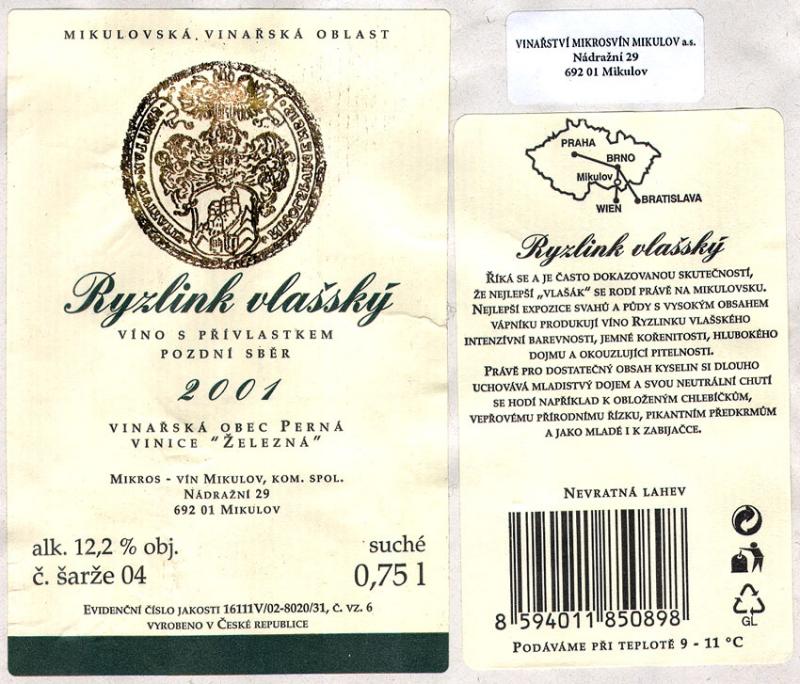 MIKULOVSKÁ VINAŘSKÁ OBLAST
Ryzlink vlašský
VÍNO S PŘÍVLASTKEM
POZDNÍ SBĚR
2001
VINAŘSKÁ OBEC PERNÁ
VINICE "ŽELEZNÁ"
MIKROS - VÍN MIKULOV, KOM. SPOL.
NÁDRAŽNÍ 29
692 01 MIKULOV
alk. 12,2 % obj.
suché
č. šarže 04
0,75 l
EVIDENČNÍ ČÍSLO JAKOSTI 16111V/02-8020/31, Č. VZ. 6
VYROBENO V ČESKÉ REPUBLICE
VINAŘSTVÍ MIKROSVÍN MIKULOV a.s.
Nádražní 29
692 01 Mikulov
PRAHA
BRNO
Mikulov
BRATISLAVA
WIEN
Ryzlink vlašský
ŘÍKÁ SE A JE ČASTO DOKAZOVANOU SKUTEČNOSTÍ,
ŽE NEJLEPŠÍ „VLAŠÁK" SE RODÍ PRÁVĚ NA MIKULOVSKU.
NEJLEPŠÍ EXPOZICE SVAHŮ A PŮDY S VYSOKÝM OBSAHEM
VÁPNÍKU PRODUKUJÍ VÍNO RYZLINKU VLAŠSKÉHO
INTENZÍVNÍ BAREVNOSTI, JEMNÉ KOŘENITOSTI, HLUBOKÉHO
DOJMU A OKOUZLUJÍCÍ PITELNOSTI.
PRÁVĚ PRO DOSTATEČNÝ OBSAH KYSELIN SI DLOUHO
UCHOVÁVÁ MLADISTVÝ DOJEM A SVOU NEUTRÁLNÍ CHUTÍ
SE HODÍ NAPŘÍKLAD K OBLOŽENÝM CHLEBÍČKŮM,
VEPŘOVÉMU PŘÍRODNÍMU ŘÍZKU, PIKANTNÍM PŘEDKRMŮM
A JAKO MLADÉ I K ZABIJAČCE.
NEVRATNÁ LAHEV
8 594011 850898
GL
PODÁVÁME PŘI TEPLOTĚ 9 - 11 °C